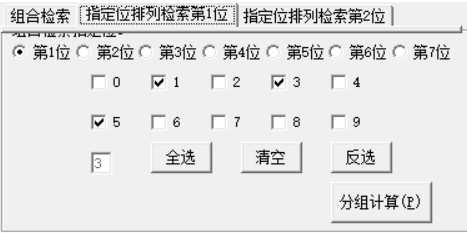 组合检索 指定位排列检索第1位 指定位排列检索第2位
第1位 第2位 第3位 第4位 第5位 第6位 第7位
0 1 2 3 4
5 6 7 8 9
3 全选 清空 反选
分组计算(P)